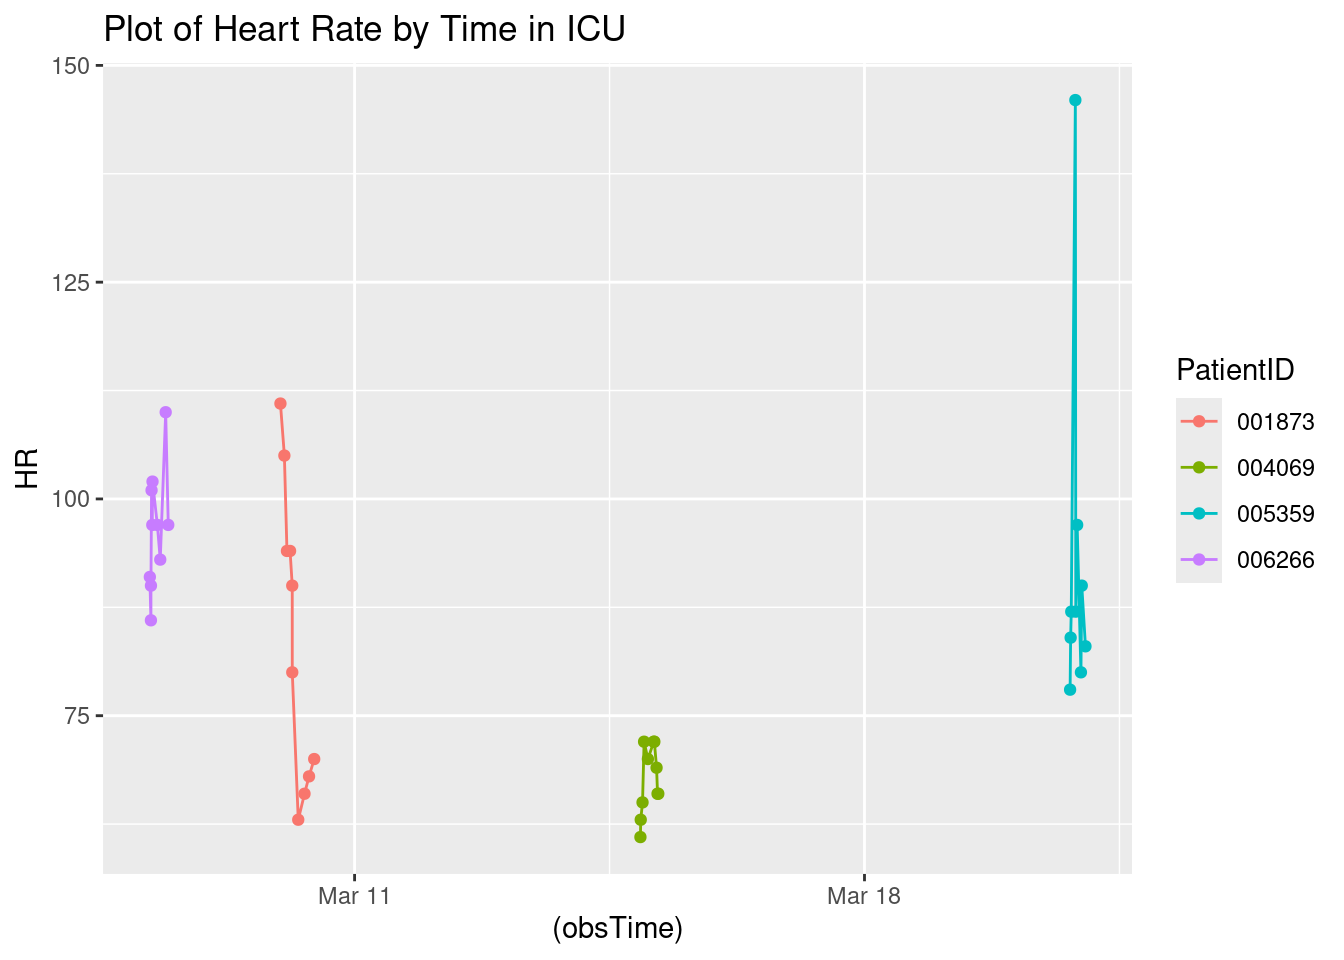 Plot of Heart Rate by Time in ICU
150
125
100
75
HR
Mar 11
Mar 18
(obsTime)
PatientID
001873
004069
005359
006266